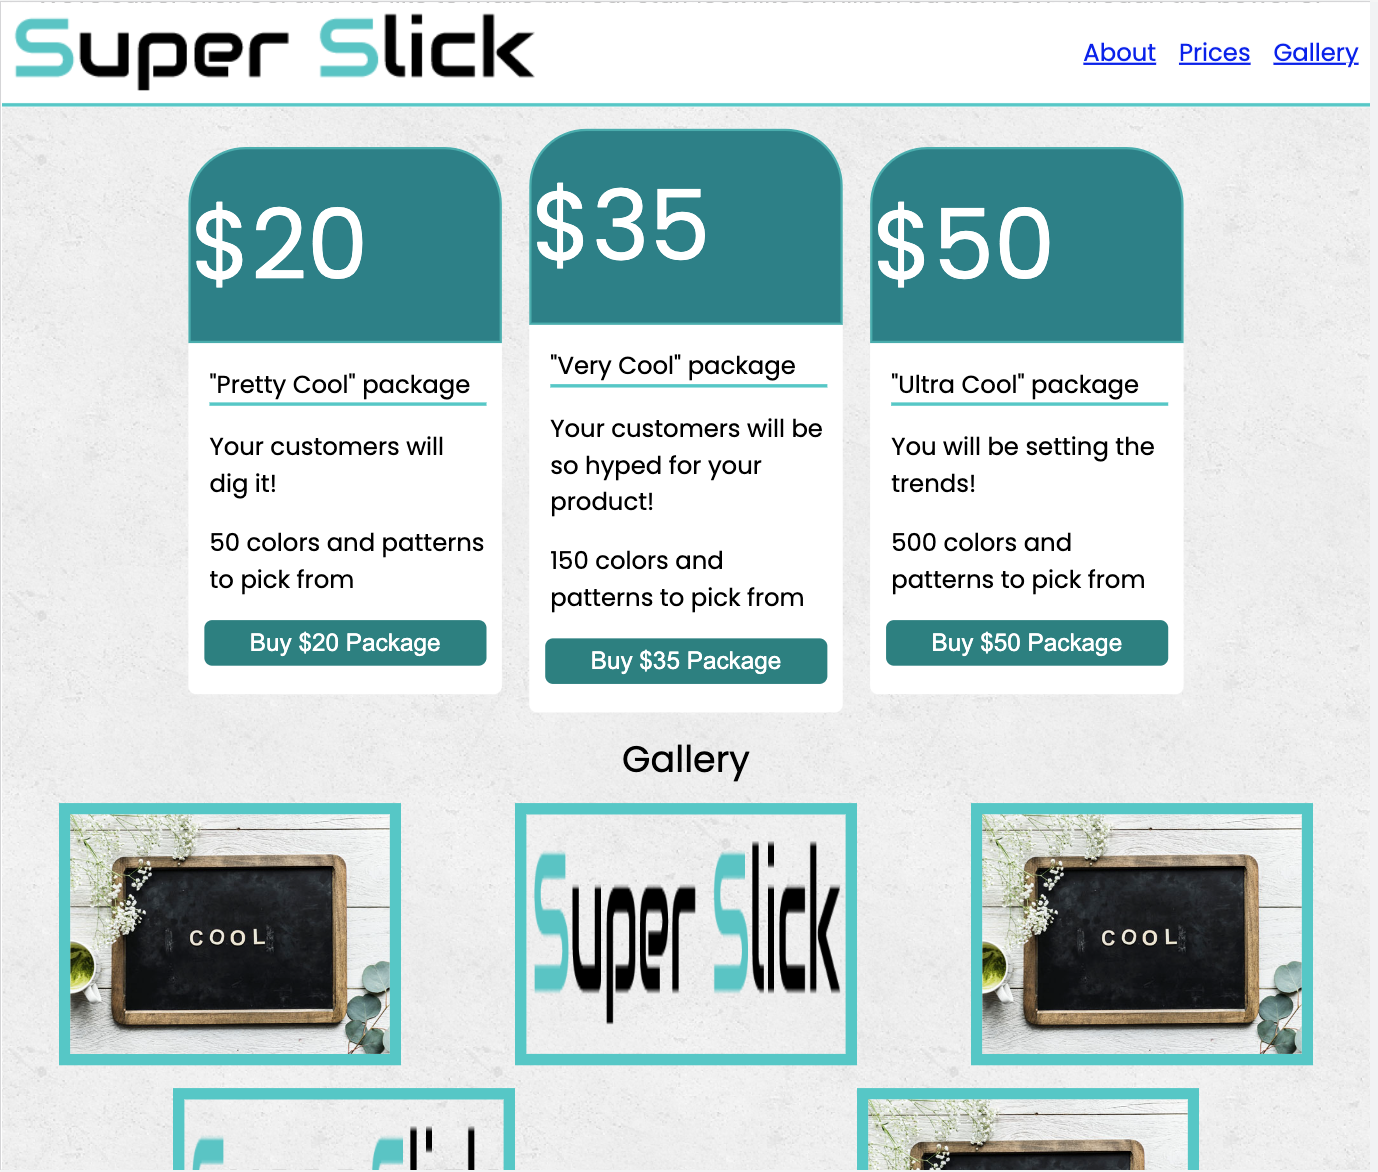 Super Slick
About Prices Gallery
$20
"Pretty Cool" package
Your customers will
dig it!
50 colors and patterns
to pick from
Buy $20 Package
$35
"Very Cool" package
Your customers will be
so hyped for your
product!
150 colors and
patterns to pick from
Buy $35 Package
$50
"Ultra Cool" package
You will be setting the
trends!
500 colors and
patterns to pick from
Buy $50 Package
Gallery
COOL
Super Slick
COOL